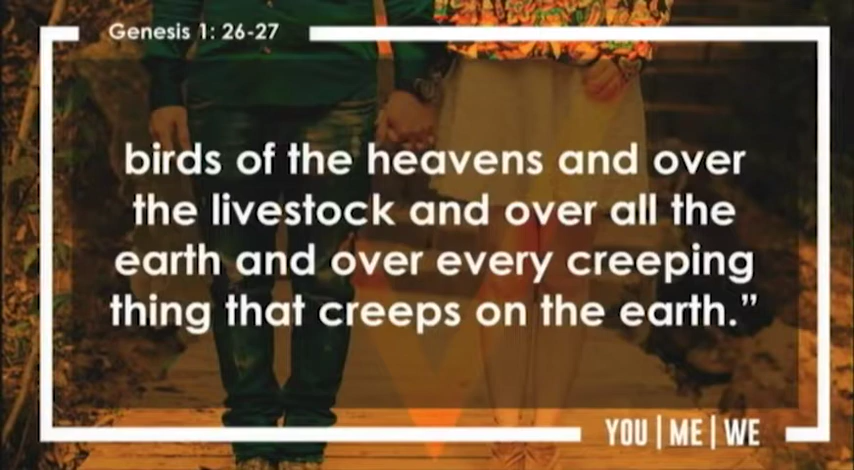 Genesis 1: 26-27
birds of the heavens and over
the livestock and over all the
earth and over every creeping
thing that creeps on the earth.”
YOU | ME | WE